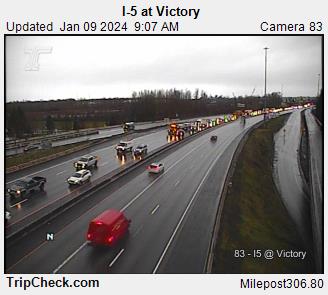 I-5 at Victory
Updated Jan 09 2024 9:07 AM Camera 83
N
83 - I5 @ Victory
TripCheck.com Milepost306.80